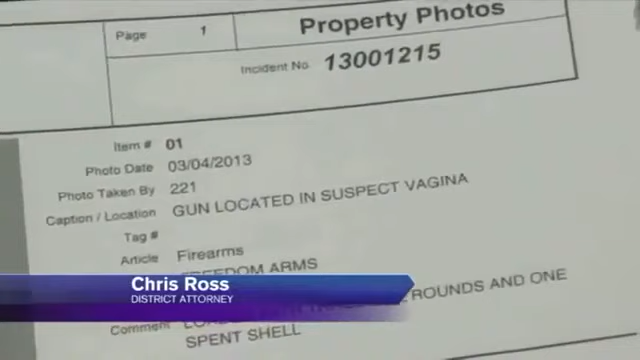 Page 1
Property Photos
Incident No. 13001215
Item # 01
Photo Date 03/04/2013
Photo Taken By 221
Caption / Location GUN LOCATED IN SUSPECT VAGINA
Tag #
Article Firearms
FREEDOM ARMS
Chris Ross
DISTRICT ATTORNEY
ROUNDS AND ONE
Comment
SPENT SHELL